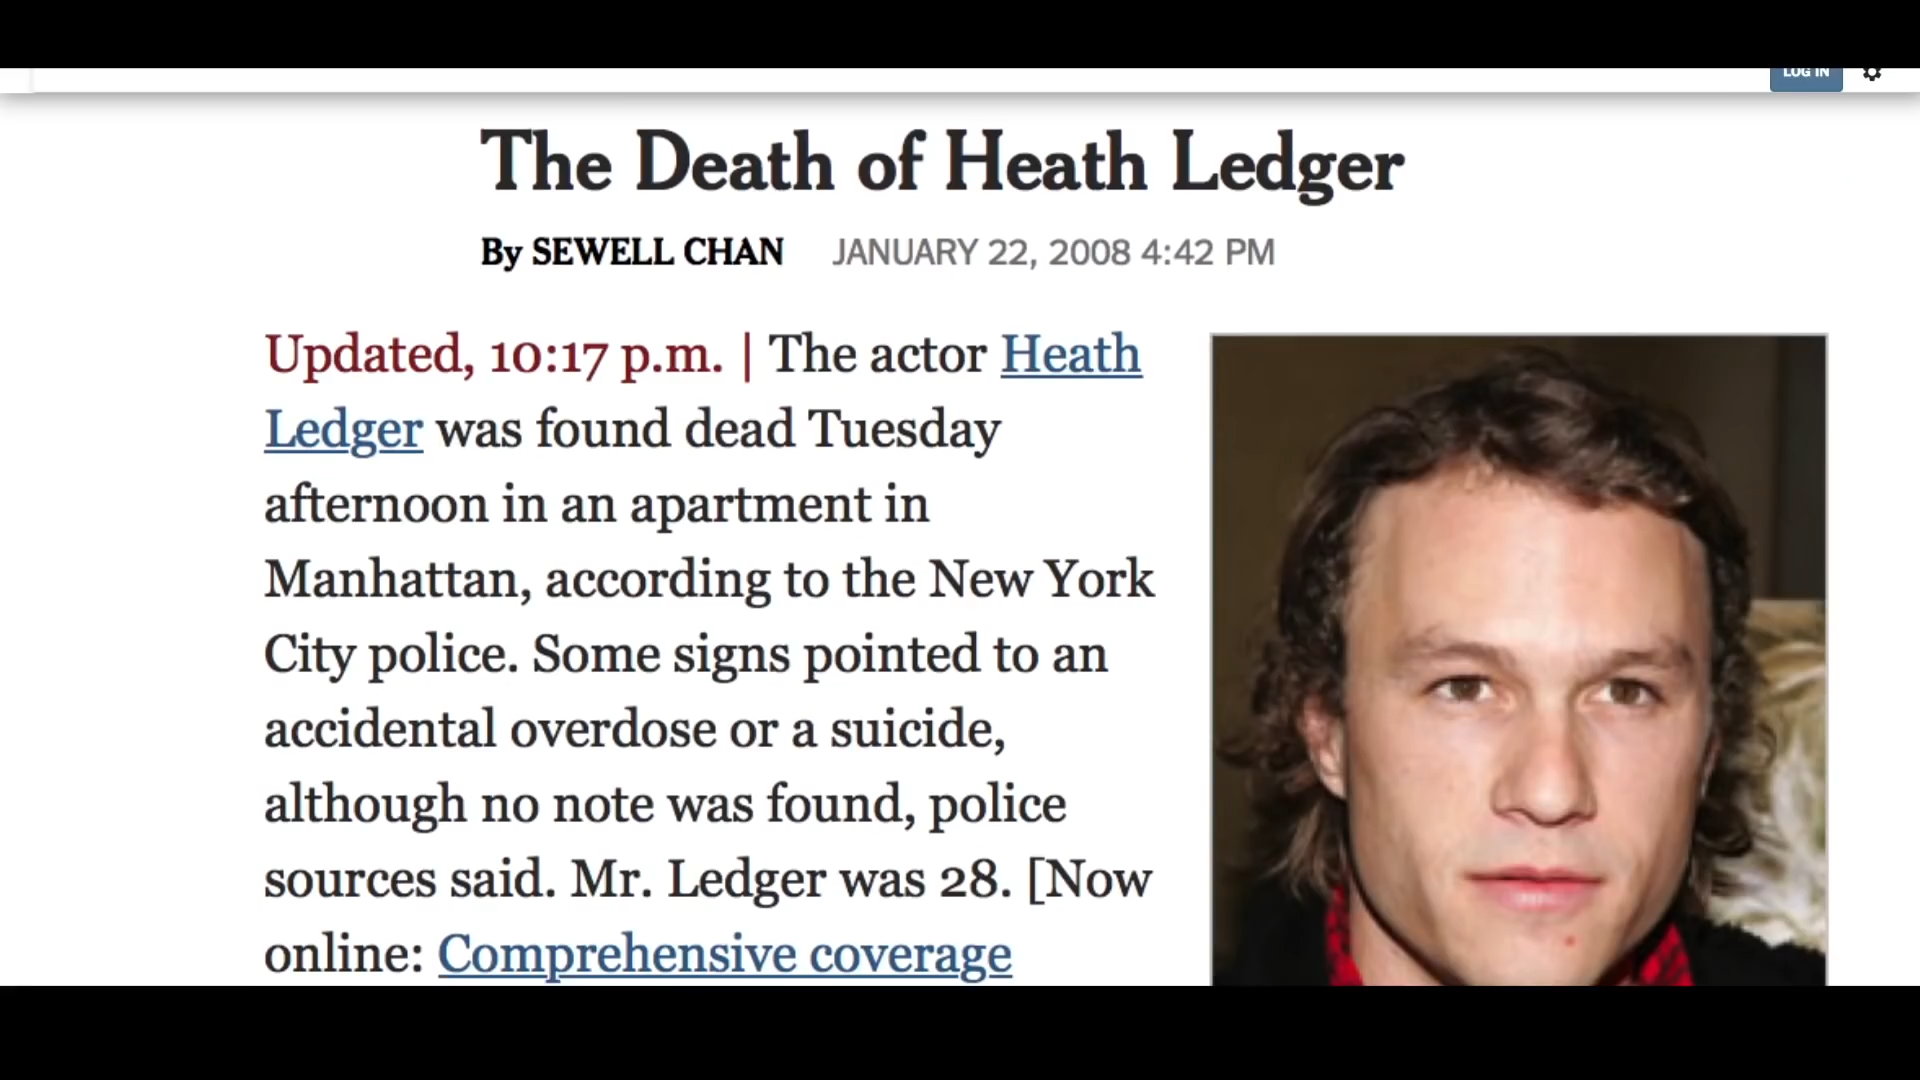 LOG IN
The Death of Heath Ledger
By SEWELL CHAN JANUARY 22, 2008 4:42 PM
Updated, 10:17 p.m. | The actor Heath
Ledger was found dead Tuesday
afternoon in an apartment in
Manhattan, according to the New York
City police. Some signs pointed to an
accidental overdose or a suicide,
although no note was found, police
sources said. Mr. Ledger was 28. [Now
online: Comprehensive coverage